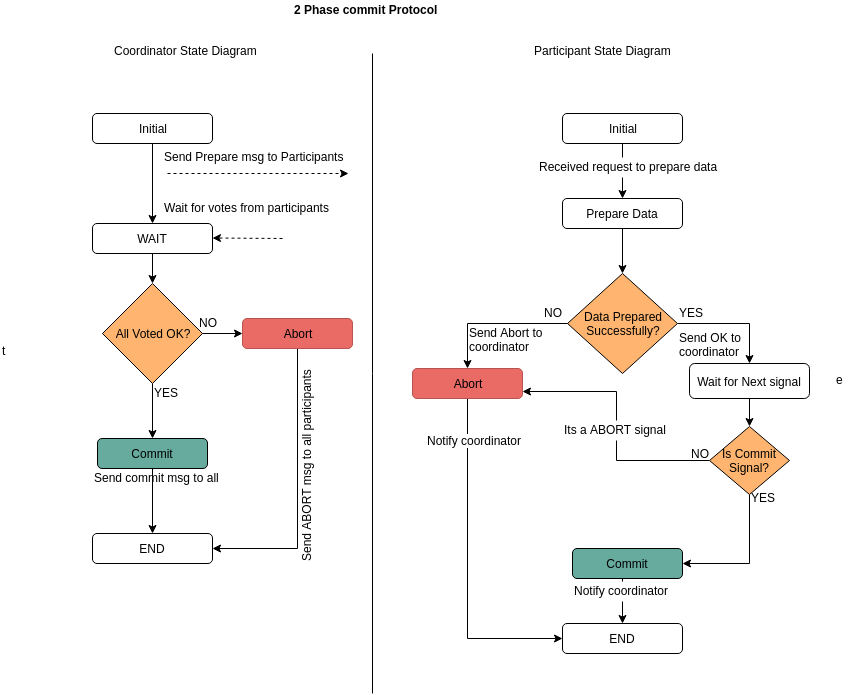 2 Phase commit Protocol
Coordinator State Diagram
Initial
Send Prepare msg to Participants
Wait for votes from participants
WAIT
All Voted OK?
NO
Abort
YES
Commit
Send commit msg to all
Send ABORT msg to all participants
END
t
Participant State Diagram
Initial
Received request to prepare data
Prepare Data
Data Prepared
Successfully?
NO
YES
Send Abort to
coordinator
Send OK to
coordinator
Abort
Wait for Next signal
e
Notify coordinator
Its a ABORT signal
NO
Is Commit
Signal?
YES
Commit
Notify coordinator
END